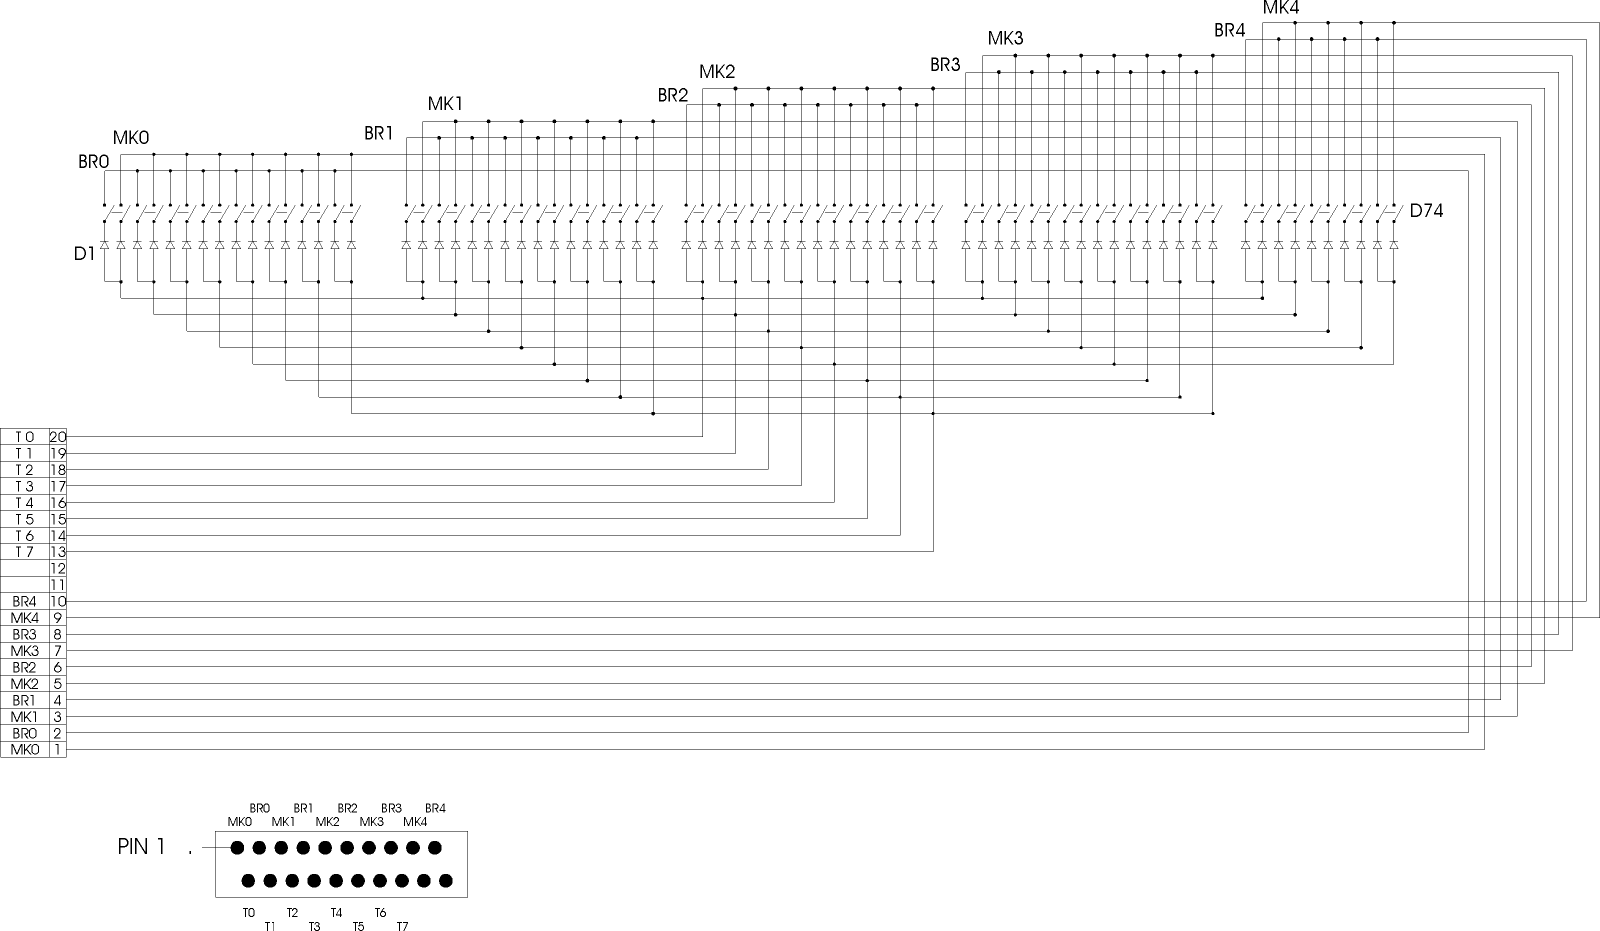 MK4
BR4
MK3
BR3
MK2
BR2
MK1
BR1
MK0
BR0
D74
D1
T 0 20
T 1 19
T 2 18
T 3 17
T 4 16
T 5 15
T 6 14
T 7 13
12
11
BR4 10
MK4 9
BR3 8
MK3 7
BR2 6
MK2 5
BR1 4
MK1 3
BR0 2
MK0 1
BR0 BR1 BR2 BR3 BR4
MK0 MK1 MK2 MK3 MK4
PIN 1 .
T0 T2 T4 T6
T1 T3 T5 T7